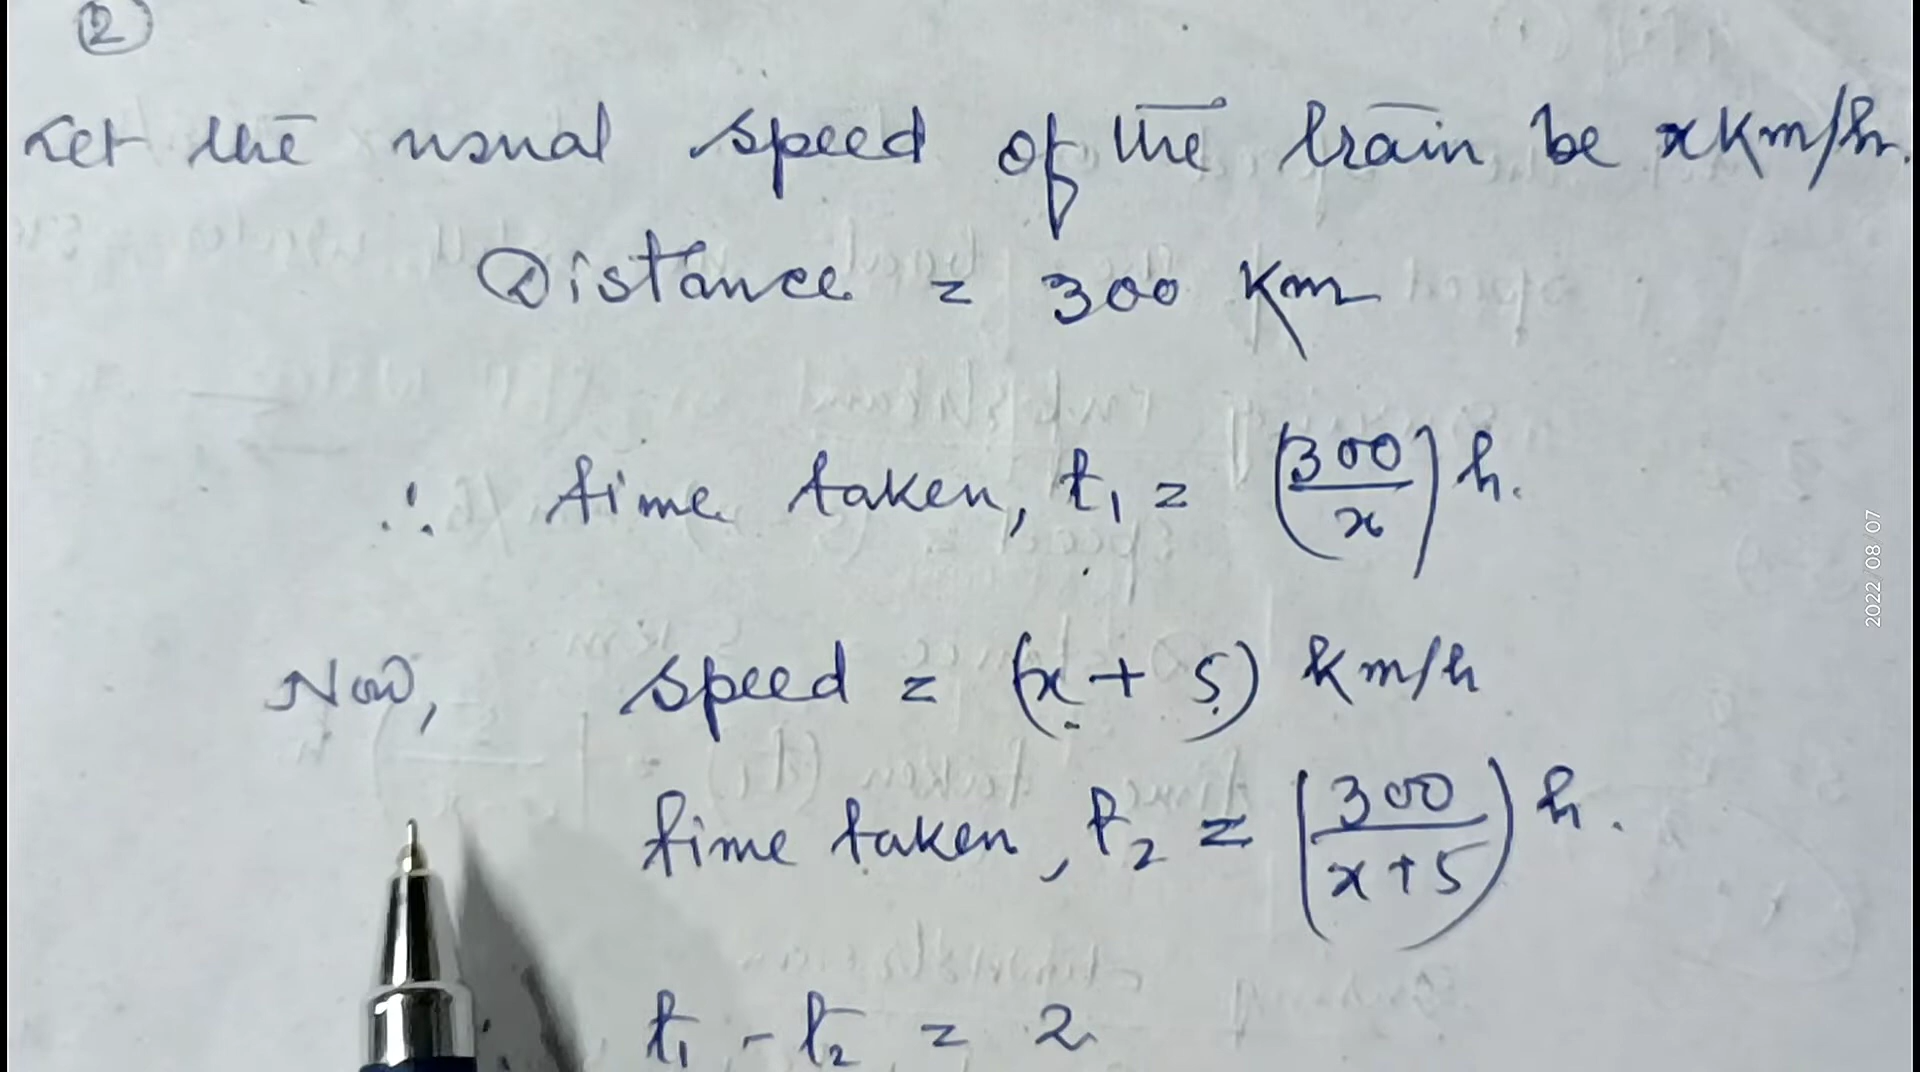 2
Let the usual speed of the train be x km/h.
Distance = 300 km
∴ time taken, t₁ = (300/x) h.
Now, speed = (x + 5) km/h
time taken, t₂ = (300/x+5) h.
t₁ - t₂ = 2
2022/08/07